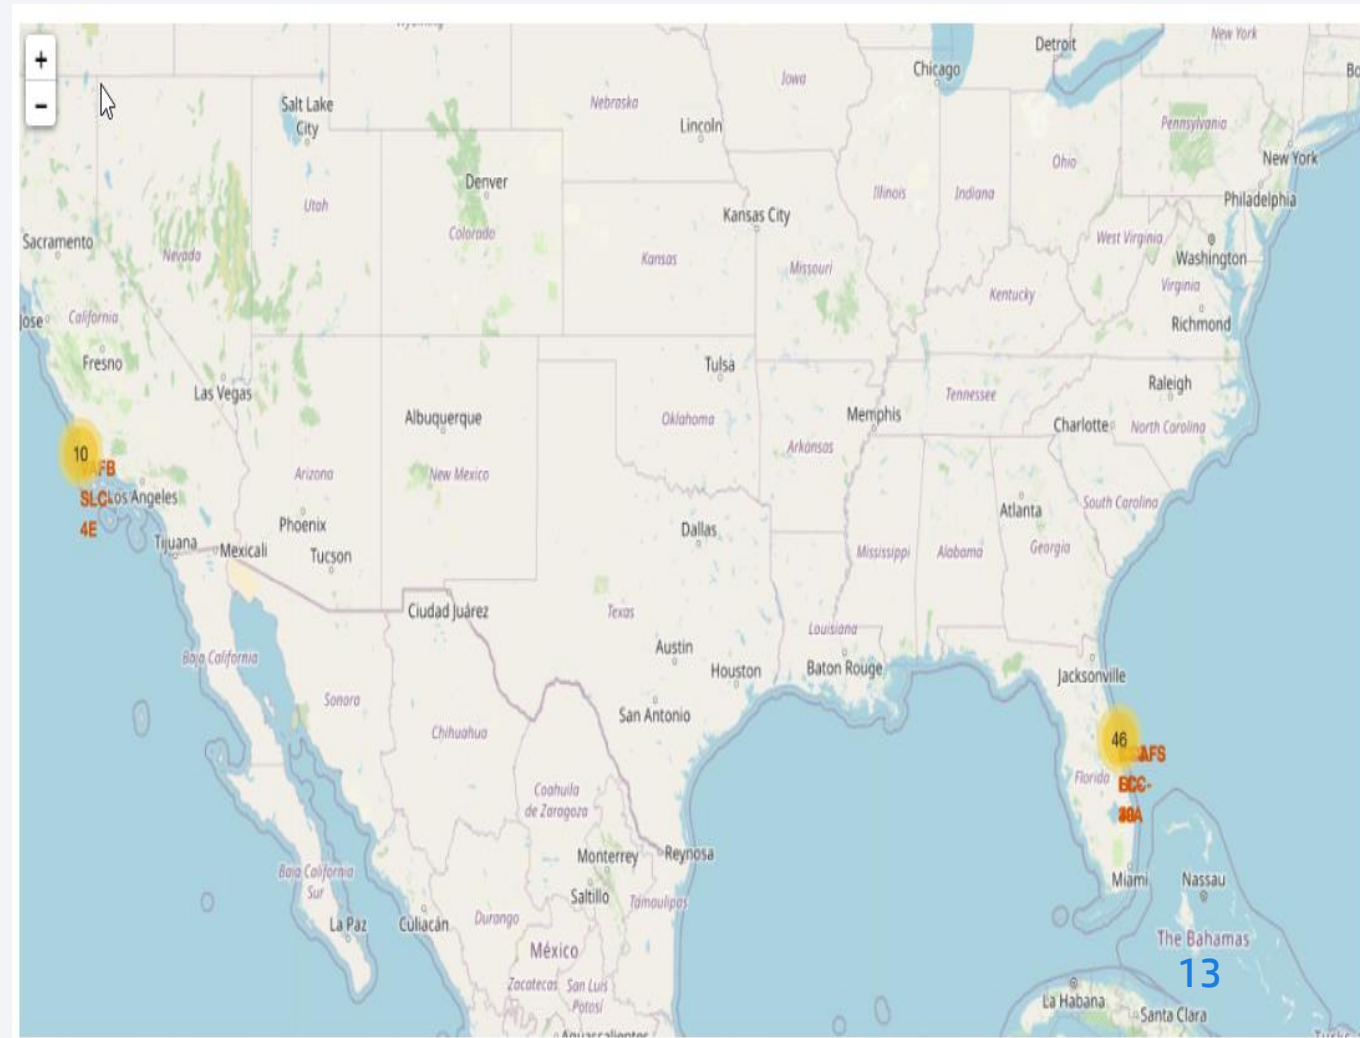 +
−
Detroit
New York
Chicago
Iowa
Salt Lake
City
Nebraska
Lincoln
Pennsylvania
Ohio
New York
Denver
Utah
Illinois
Indiana
Philadelphia
Kansas City
Sacramento
Colorado
West Virginia
Nevada
Kansas
Missouri
Washington
Virginia
Kentucky
Jose
California
Richmond
Fresno
Tulsa
Las Vegas
Raleigh
Tennessee
Albuquerque
Oklahoma
Memphis
Charlotte
North Carolina
Arkansas
10
VAFB
Arizona
New Mexico
SLC-
Los Angeles
4E
Phoenix
Dallas
Atlanta
South Carolina
Tijuana
Mexicali
Tucson
Mississippi
Alabama
Georgia
Ciudad Juárez
Texas
Louisiana
Austin
Baja California
Houston
Baton Rouge
Jacksonville
Sonora
San Antonio
Chihuahua
46
Florida
Coahuila
de Zaragoza
Monterrey
Reynosa
Baja California
Sur
Saltillo
Tamaulipas
Miami
Nassau
La Paz
Culiacán
Durango
México
The Bahamas
13
Zacatecas
San Luis
Potosí
La Habana
Santa Clara